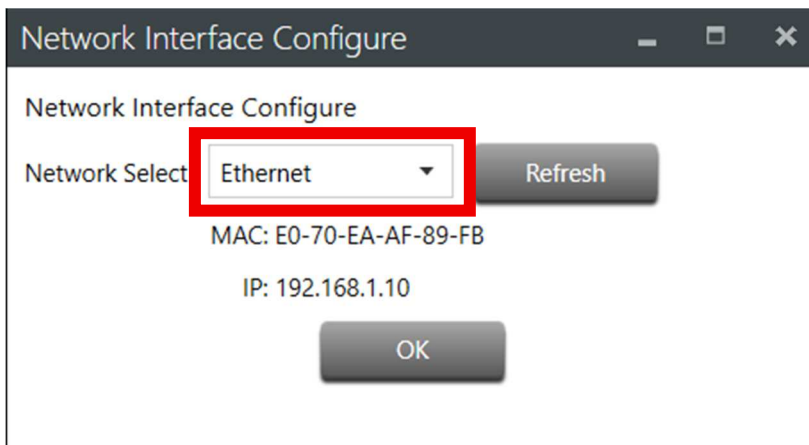 Network Interface Configure
Network Interface Configure
Network Select Ethernet Refresh
MAC: E0-70-EA-AF-89-FB
IP: 192.168.1.10
OK